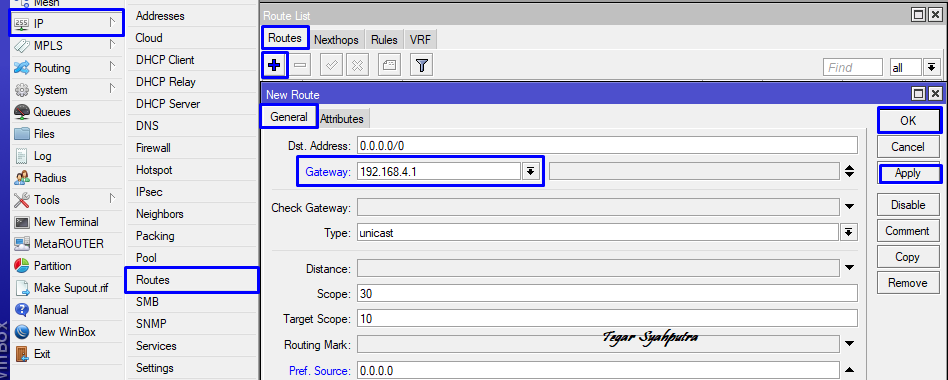 Mesh
IP
MPLS
Routing
System
Queues
Files
Log
Radius
Tools
New Terminal
MetaROUTER
Partition
Make Supout.rif
Manual
New WinBox
Exit
WinBox
Addresses
Cloud
DHCP Client
DHCP Relay
DHCP Server
DNS
Firewall
Hotspot
IPsec
Neighbors
Packing
Pool
Routes
SMB
SNMP
Services
Settings
Route List
Routes Nexthops Rules VRF
Find all
New Route
General Attributes
Dst. Address: 0.0.0.0/0
Gateway: 192.168.4.1
Check Gateway:
Type: unicast
Distance:
Scope: 30
Target Scope: 10
Routing Mark:
Pref. Source: 0.0.0.0
OK
Cancel
Apply
Disable
Comment
Copy
Remove
Tegar Syahputra